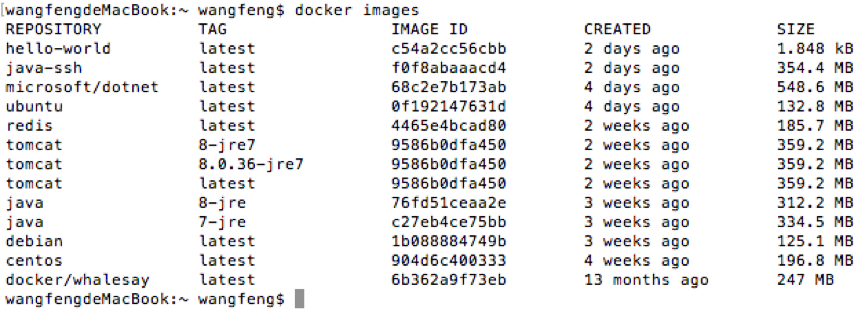 [wangfengdeMacBook:~ wangfeng$ docker images
REPOSITORY TAG IMAGE ID CREATED SIZE
hello-world latest c54a2cc56cbb 2 days ago 1.848 kB
java-ssh latest f0f8abaaacd4 2 days ago 354.4 MB
microsoft/dotnet latest 68c2e7b173ab 4 days ago 548.6 MB
ubuntu latest 0f192147631d 4 days ago 132.8 MB
redis latest 4465e4bcad80 2 weeks ago 185.7 MB
tomcat 8-jre7 9586b0dfa450 2 weeks ago 359.2 MB
tomcat 8.0.36-jre7 9586b0dfa450 2 weeks ago 359.2 MB
tomcat latest 9586b0dfa450 2 weeks ago 359.2 MB
java 8-jre 76fd51ceaa2e 3 weeks ago 312.2 MB
java 7-jre c27eb4ce75bb 3 weeks ago 334.5 MB
debian latest 1b088884749b 3 weeks ago 125.1 MB
centos latest 904d6c400333 4 weeks ago 196.8 MB
docker/whalesay latest 6b362a9f73eb 13 months ago 247 MB
wangfengdeMacBook:~ wangfeng$